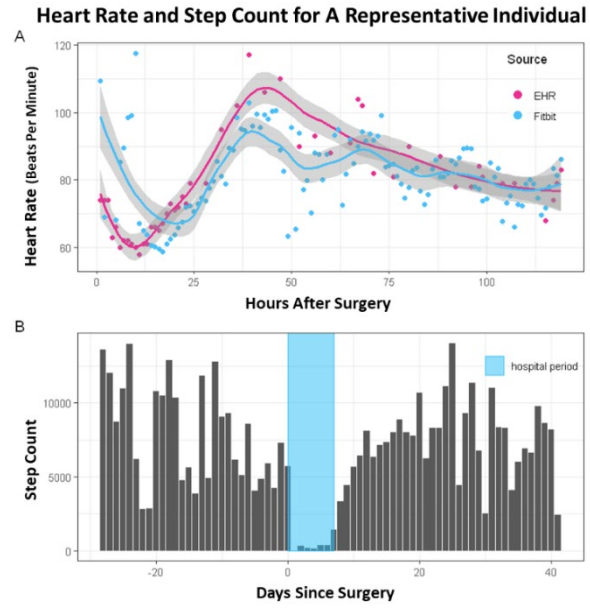 Heart Rate and Step Count for A Representative Individual
A
120
100
80
60
Heart Rate (Beats Per Minute)
Source
EHR
Fitbit
0 25 50 75 100
Hours After Surgery
B
10000
5000
0
Step Count
hospital period
-20 0 20 40
Days Since Surgery